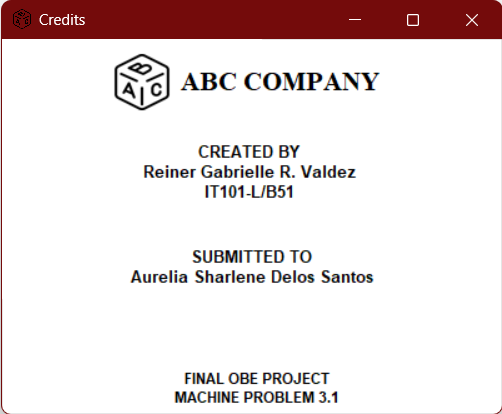 Credits
B
A C
ABC COMPANY
CREATED BY
Reiner Gabrielle R. Valdez
IT101-L/B51
SUBMITTED TO
Aurelia Sharlene Delos Santos
FINAL OBE PROJECT
MACHINE PROBLEM 3.1